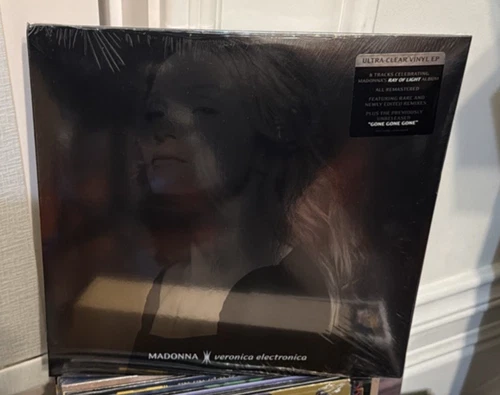 ULTRA CLEAR VINYL EP
8 TRACKS CELEBRATING
MADONNA'S RAY OF LIGHT ALBUM
ALL REMASTERED
FEATURING RARE AND
NEWLY EDITED REMIXES
PLUS THE PREVIOUSLY
UNRELEASED
"GONE GONE GONE"
MADONNA veronica electronica